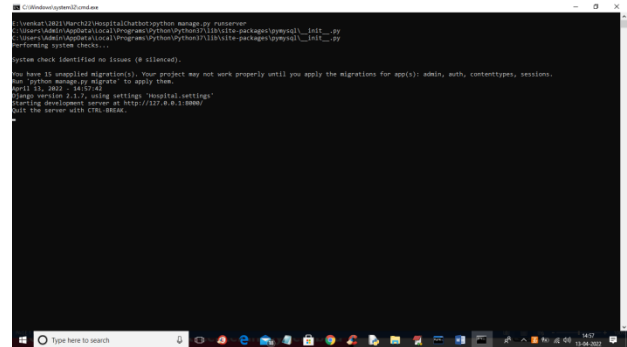 C:\Windows\system32\cmd.exe
E:\venkat\2021\March22\HospitalChatbot>python manage.py runserver
C:\Users\Admin\AppData\Local\Programs\Python\Python37\lib\site-packages\pymysql\__init__.py
C:\Users\Admin\AppData\Local\Programs\Python\Python37\lib\site-packages\pymysql\__init__.py
Performing system checks...
System check identified no issues (0 silenced).
You have 15 unapplied migration(s). Your project may not work properly until you apply the migrations for app(s): admin, auth, contenttypes, sessions.
Run 'python manage.py migrate' to apply them.
April 13, 2022 - 14:57:42
Django version 2.1.7, using settings 'Hospital.settings'
Starting development server at http://127.0.0.1:8000/
Quit the server with CTRL-BREAK.
Type here to search
14:57
13-04-2022